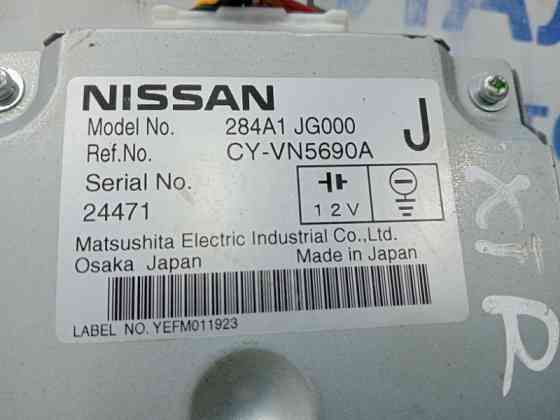 NISSAN
Model No. 284A1 JG000
J
Ref.No. CY-VN5690A
Serial No.
24471
12V
Matsushita Electric Industrial Co.,Ltd.
Osaka Japan Made in Japan
LABEL NO. YEFM011923